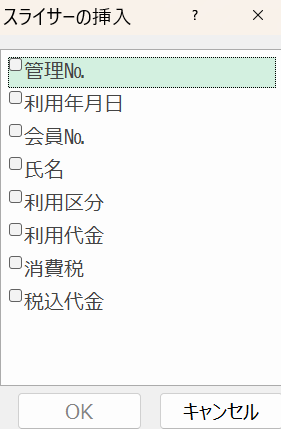 スライサーの挿入 ? ×
管理№
利用年月日
会員№
氏名
利用区分
利用代金
消費税
税込代金
OK キャンセル